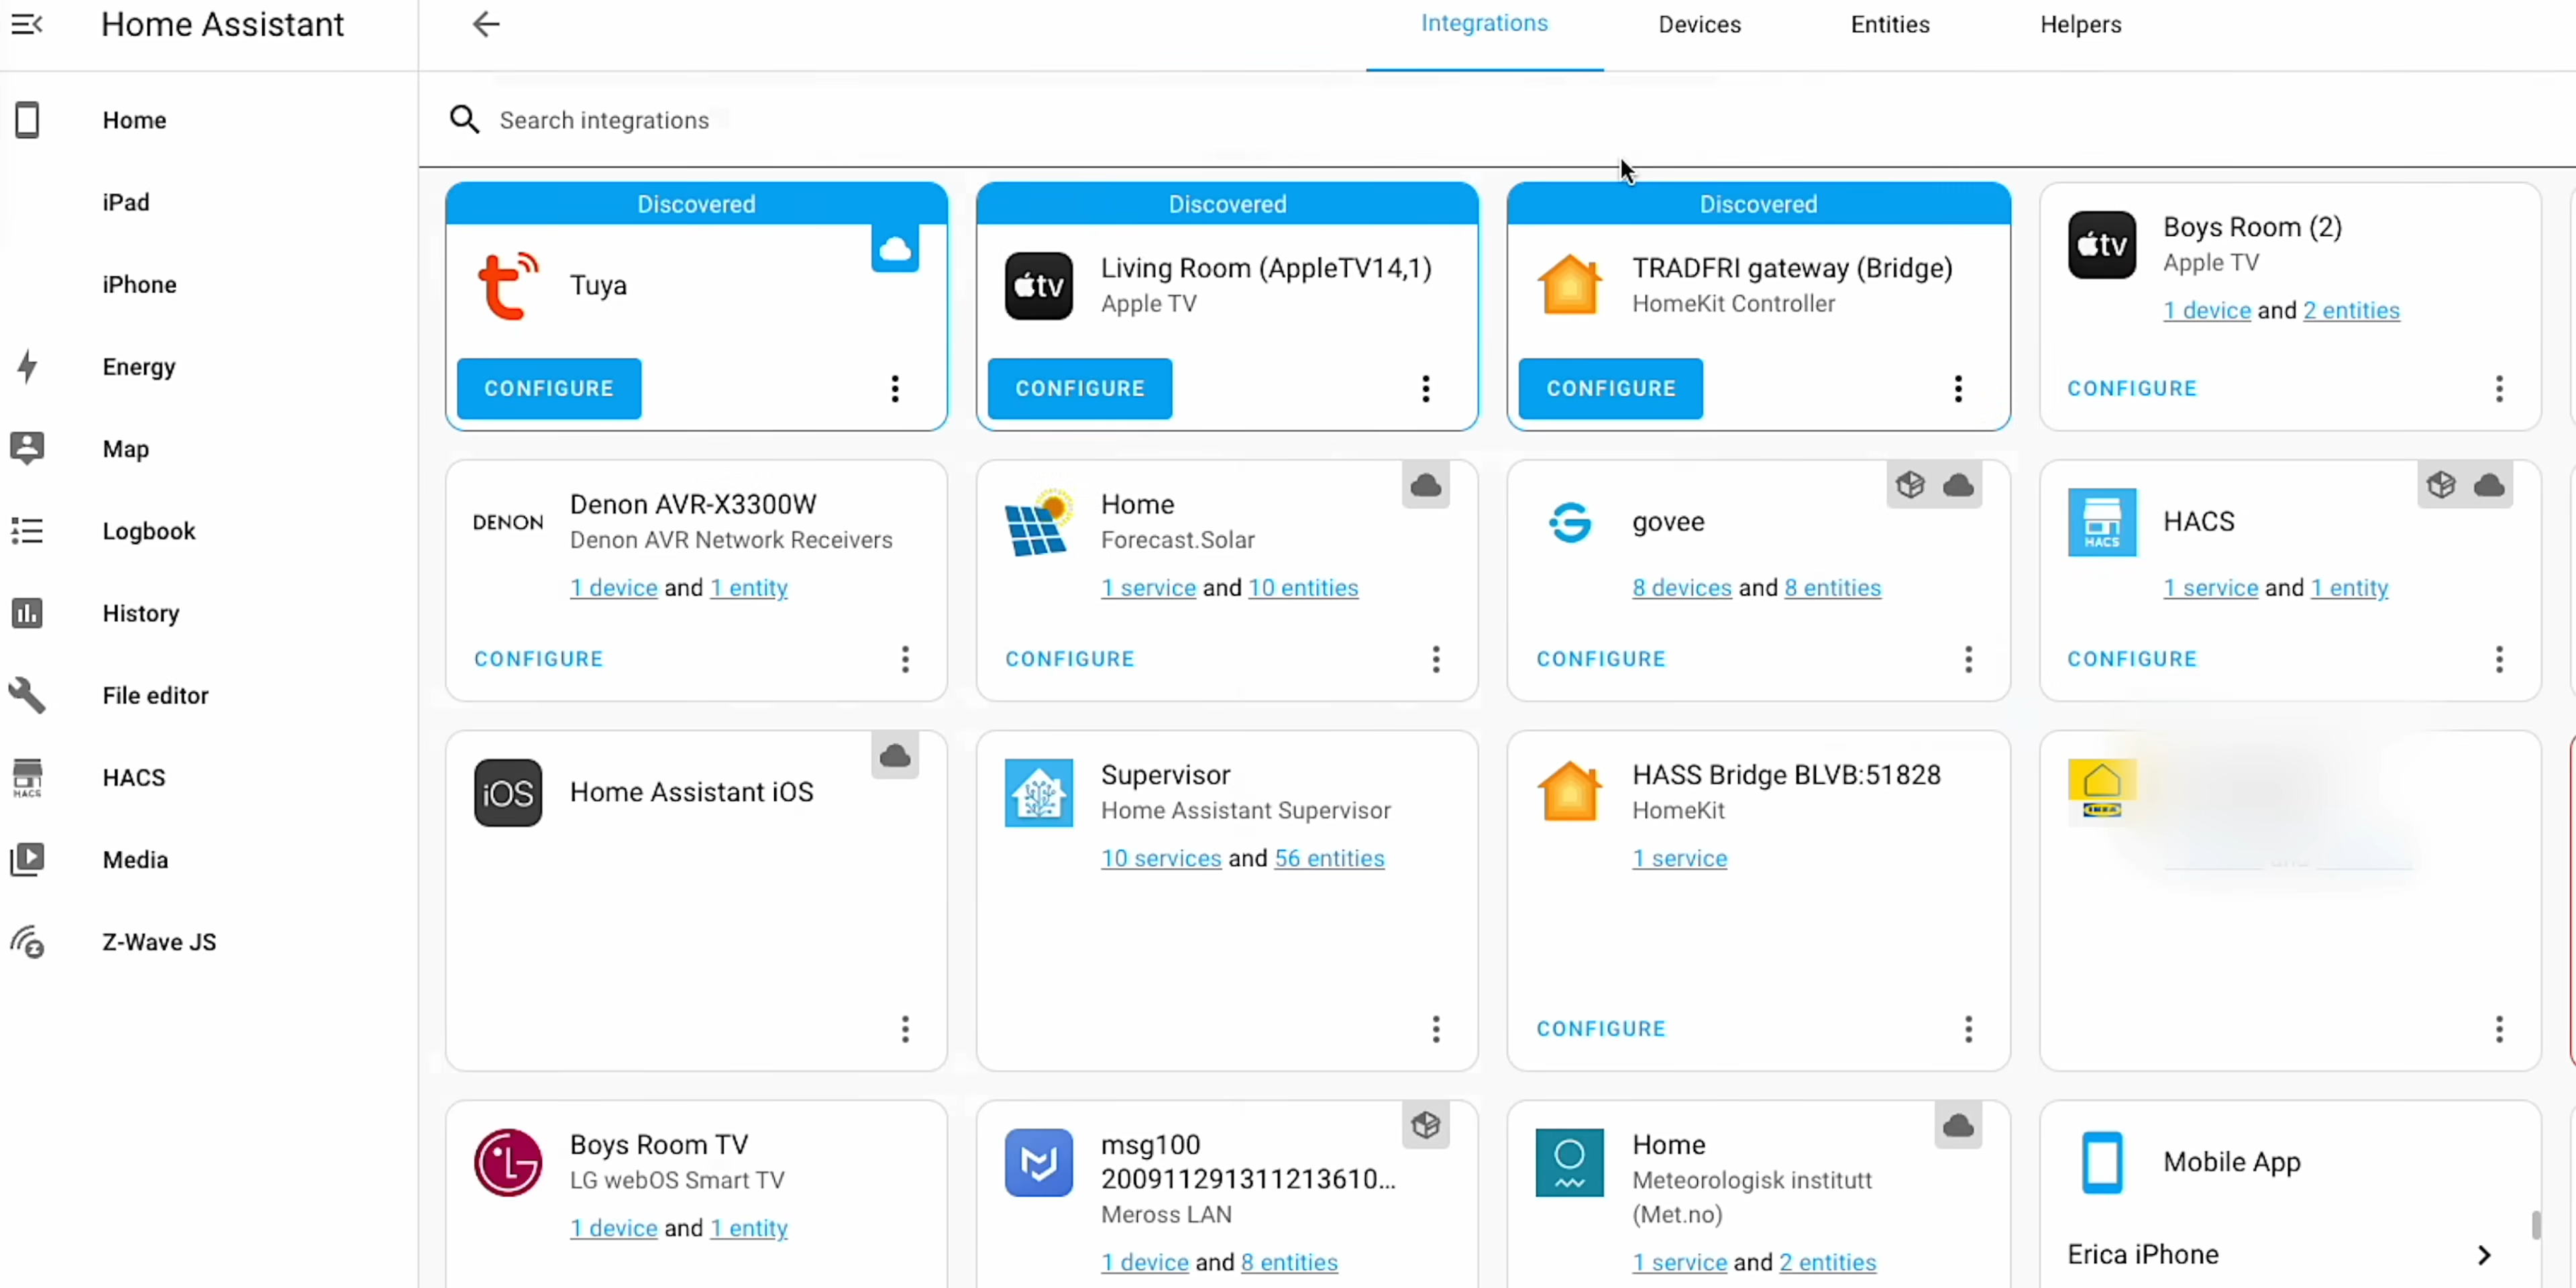 Home Assistant
Integrations
Devices
Entities
Helpers
Home
iPad
iPhone
Energy
Map
Logbook
History
File editor
HACS
HACS
Media
Z-Wave JS
Search integrations
Discovered
Tuya
CONFIGURE
Discovered
tv
Living Room (AppleTV14,1)
Apple TV
CONFIGURE
Discovered
TRADFRI gateway (Bridge)
HomeKit Controller
CONFIGURE
tv
Boys Room (2)
Apple TV
1 device and 2 entities
CONFIGURE
DENON
Denon AVR-X3300W
Denon AVR Network Receivers
1 device and 1 entity
CONFIGURE
Home
Forecast.Solar
1 service and 10 entities
CONFIGURE
govee
8 devices and 8 entities
CONFIGURE
HACS
HACS
1 service and 1 entity
CONFIGURE
iOS
Home Assistant iOS
Supervisor
Home Assistant Supervisor
10 services and 56 entities
HASS Bridge BLVB:51828
HomeKit
1 service
CONFIGURE
IKEA
and
LG
Boys Room TV
LG webOS Smart TV
1 device and 1 entity
msg100
200911291311213610...
Meross LAN
1 device and 8 entities
Home
Meteorologisk institutt
(Met.no)
1 service and 2 entities
Mobile App
Erica iPhone